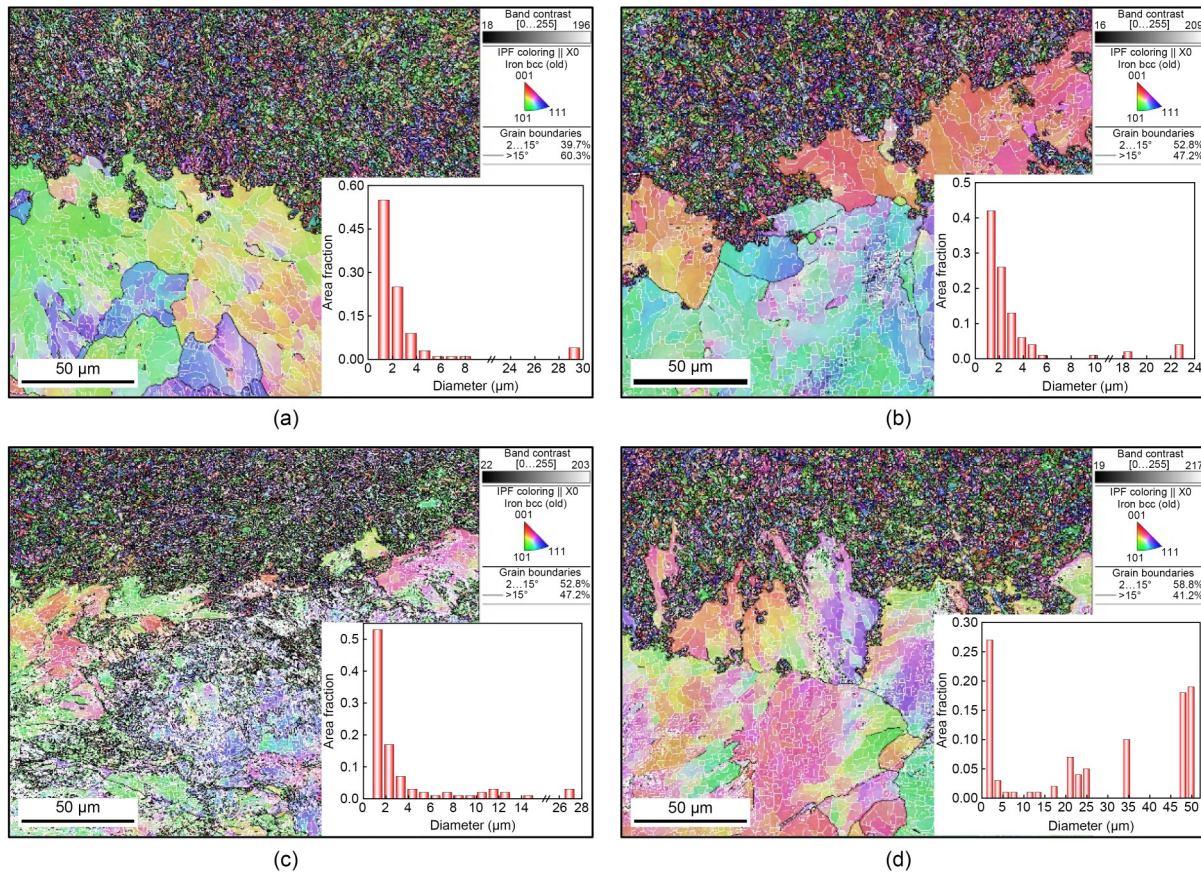 Band contrast
18 [0...255] 196
IPF coloring || X0
Iron bcc (old)
001
101 111
Grain boundaries
2...15° 39.7%
>15° 60.3%
0.60
0.45
0.30
0.15
0.00
Area fraction
0 2 4 6 8 24 26 28 30
Diameter (μm)
50 μm
(a)
Band contrast
16 [0...255] 209
IPF coloring || X0
Iron bcc (old)
001
101 111
Grain boundaries
2...15° 52.8%
>15° 47.2%
0.5
0.4
0.3
0.2
0.1
0.0
Area fraction
0 2 4 6 8 10 18 20 22 24
Diameter (μm)
50 μm
(b)
Band contrast
22 [0...255] 203
IPF coloring || X0
Iron bcc (old)
001
101 111
Grain boundaries
2...15° 52.8%
>15° 47.2%
0.5
0.4
0.3
0.2
0.1
0.0
Area fraction
0 2 4 6 8 10 12 14 26 28
Diameter (μm)
50 μm
(c)
Band contrast
19 [0...255] 217
IPF coloring || X0
Iron bcc (old)
001
101 111
Grain boundaries
2...15° 58.8%
>15° 41.2%
0.30
0.25
0.20
0.15
0.10
0.05
0.00
Area fraction
0 5 10 15 20 25 30 35 40 45 50
Diameter (μm)
50 μm
(d)